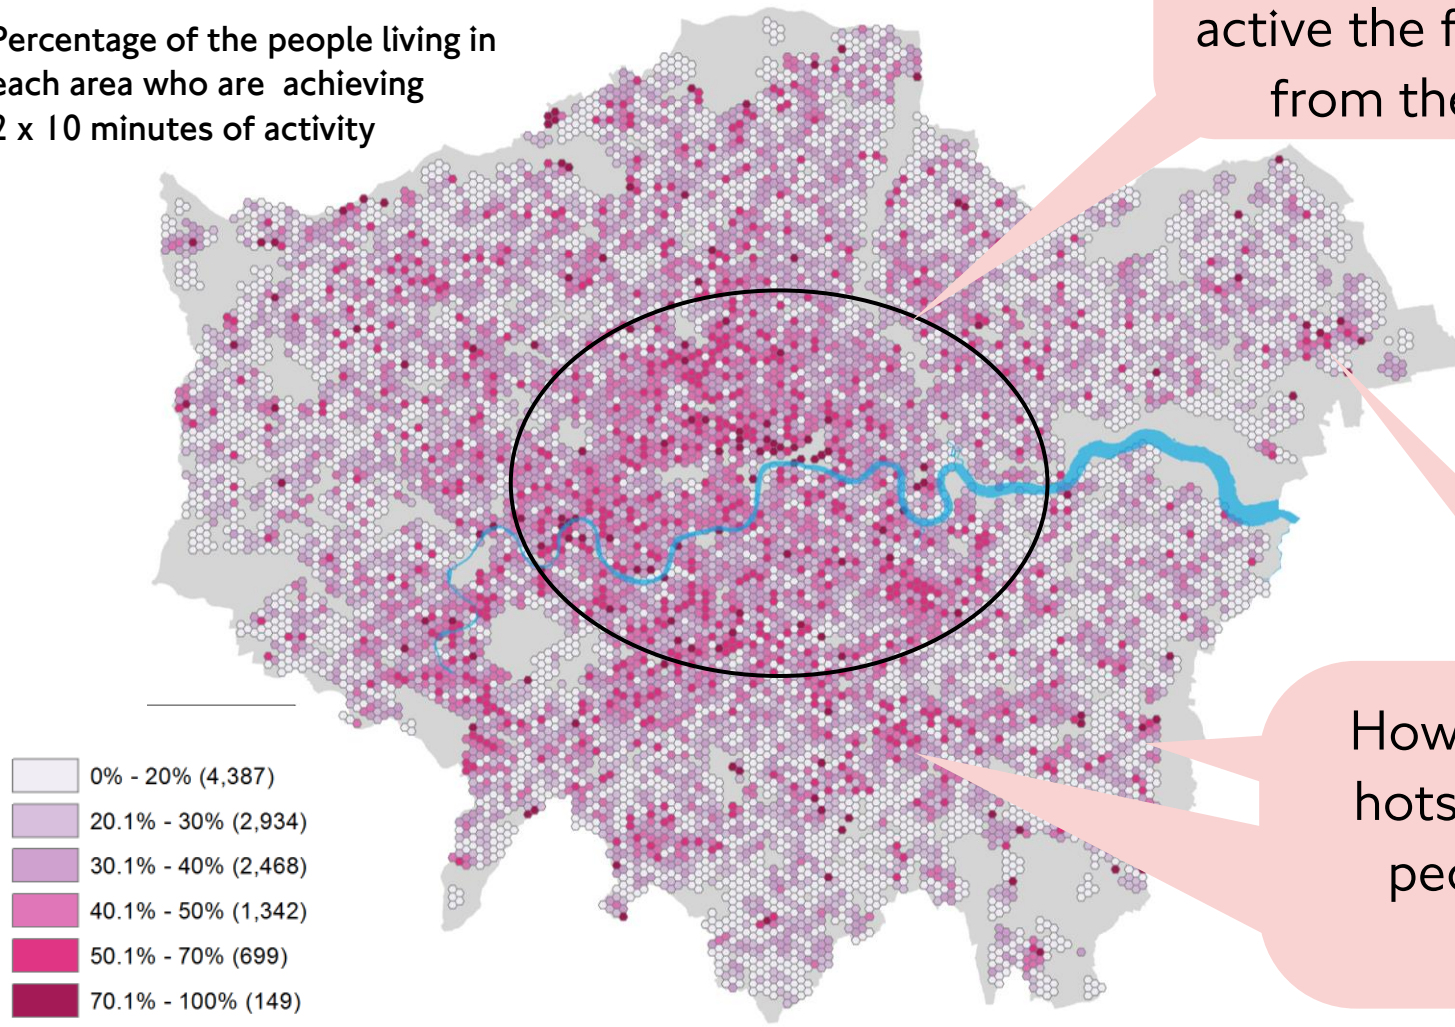 Percentage of the people living in
each area who are  achieving
2 x 10 minutes of activity
active the f
from the
How
hots
peo
0% - 20% (4,387)
20.1% - 30% (2,934)
30.1% - 40% (2,468)
40.1% - 50% (1,342)
50.1% - 70% (699)
70.1% - 100% (149)